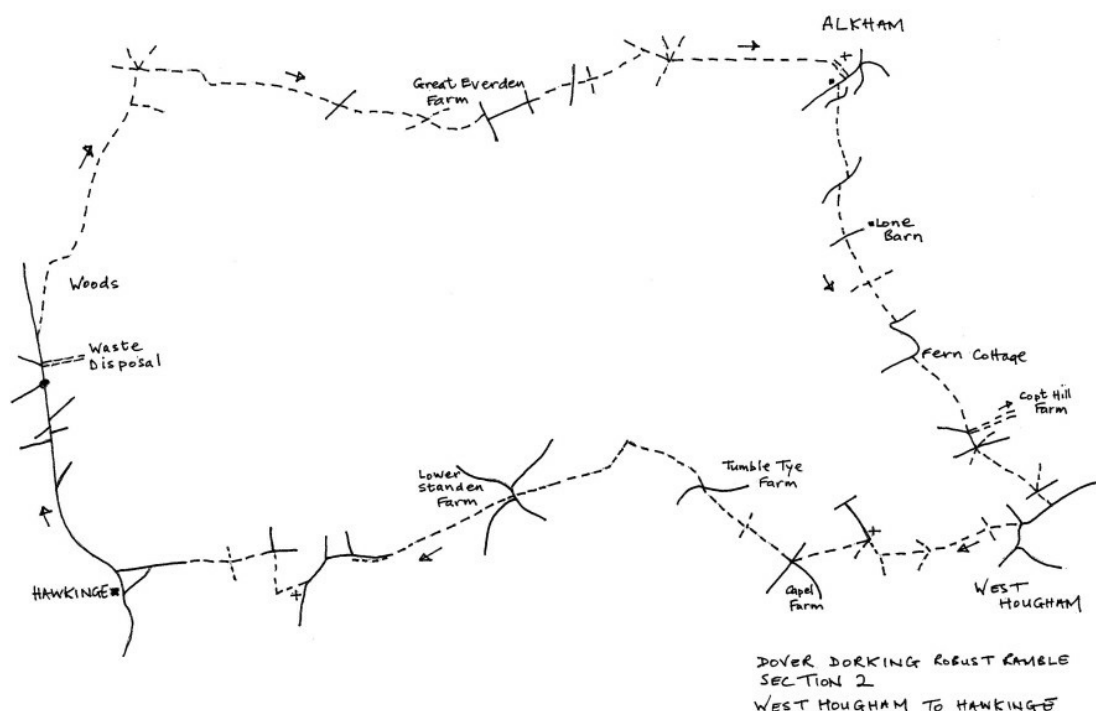 ALKHAM
Great Everden
Farm
Lone
Barn
Woods
Waste
Disposal
Fern Cottage
Copt Hill
Farm
Lower
Standen
Farm
Tumble Tye
Farm
HAWKINGE
Capel
Farm
WEST
HOUGHAM
DOVER DORKING ROBUST RAMBLE
SECTION 2
WEST HOUGHAM TO HAWKINGE